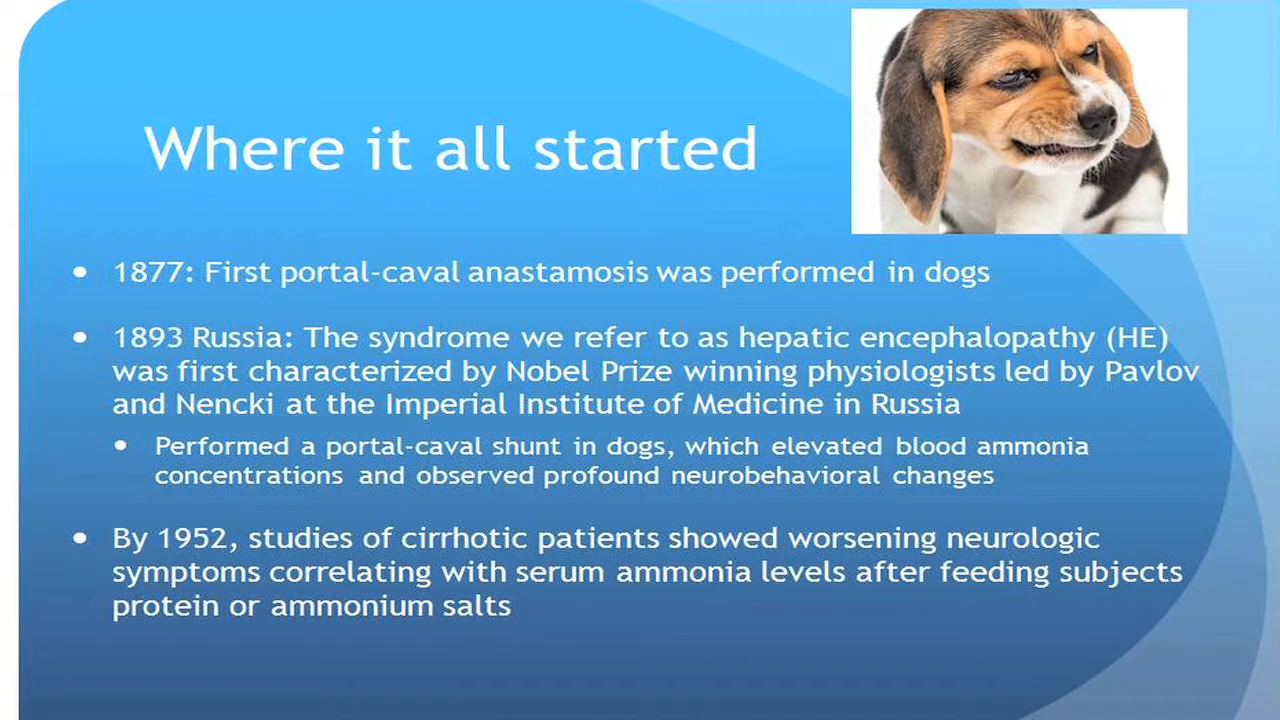 Where it all started
• 1877: First portal-caval anastamosis was performed in dogs
• 1893 Russia: The syndrome we refer to as hepatic encephalopathy (HE)
was first characterized by Nobel Prize winning physiologists led by Pavlov
and Nencki at the Imperial Institute of Medicine in Russia
• Performed a portal-caval shunt in dogs, which elevated blood ammonia
concentrations and observed profound neurobehavioral changes
• By 1952, studies of cirrhotic patients showed worsening neurologic
symptoms correlating with serum ammonia levels after feeding subjects
protein or ammonium salts